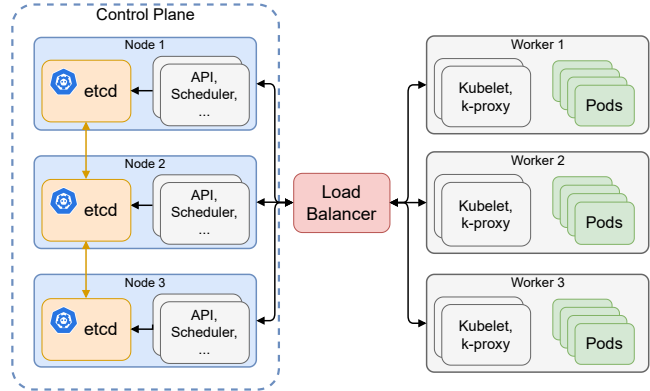 Control Plane
Node 1
etcd
API,
Scheduler,
...
Node 2
etcd
API,
Scheduler,
...
Node 3
etcd
API,
Scheduler,
...
Load
Balancer
Worker 1
Kubelet,
k-proxy
Pods
Worker 2
Kubelet,
k-proxy
Pods
Worker 3
Kubelet,
k-proxy
Pods